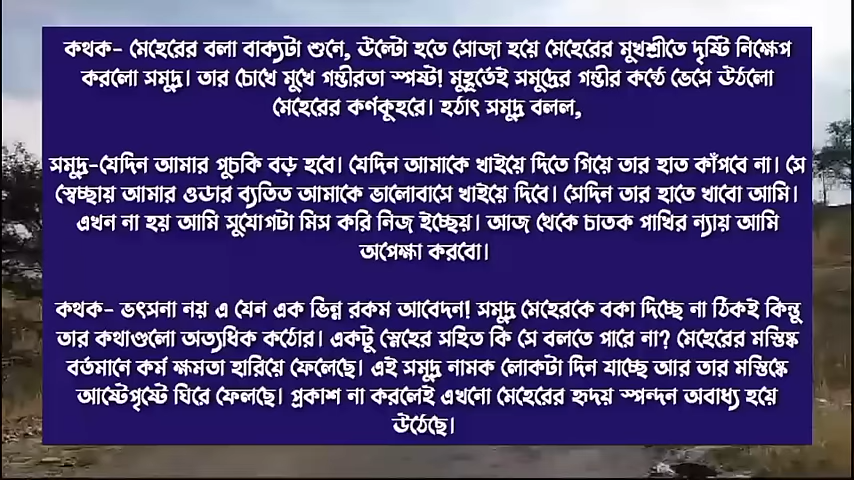 কথক- মেহেরের বলা বাক্যটা শুনে, উল্টো হতে সোজা হয়ে মেহেরের মুখশ্রীতে দৃষ্টি নিক্ষেপ
করলো সমুদ্র। তার চোখে মুখে গম্ভীরতা স্পষ্ট! মুহূর্তেই সমুদ্রের গম্ভীর কন্ঠে ভেসে উঠলো
মেহেরের কর্ণকুহরে। হঠাৎ সমুদ্র বলল,
সমুদ্র-যেদিন আমার পুচকি বড় হবে। যেদিন আমাকে খাইয়ে দিতে গিয়ে তার হাত কাঁপবে না। সে
স্বেচ্ছায় আমার ওডার ব্যতিত আমাকে ভালোবাসে খাইয়ে দিবে। সেদিন তার হাতে খাবো আমি।
এখন না হয় আমি সুযোগটা মিস করি নিজ ইচ্ছেয়। আজ থেকে চাতক পাখির ন্যায় আমি
অপেক্ষা করবো।
কথক- ভৎসনা নয় এ যেন এক ভিন্ন রকম আবেদন! সমুদ্র মেহেরকে বকা দিচ্ছে না ঠিকই কিন্তু
তার কথাগুলো অত্যধিক কঠোর। একটু স্নেহের সহিত কি সে বলতে পারে না? মেহেরের মস্তিষ্ক
বর্তমানে কর্ম ক্ষমতা হারিয়ে ফেলেছে। এই সমুদ্র নামক লোকটা দিন যাচ্ছে আর তার মস্তিষ্কে
আষ্টেপৃষ্টে ঘিরে ফেলছে। প্রকাশ না করলেই এখনো মেহেরের হৃদয় স্পন্দন অবাধ্য হয়ে
উঠেছে।